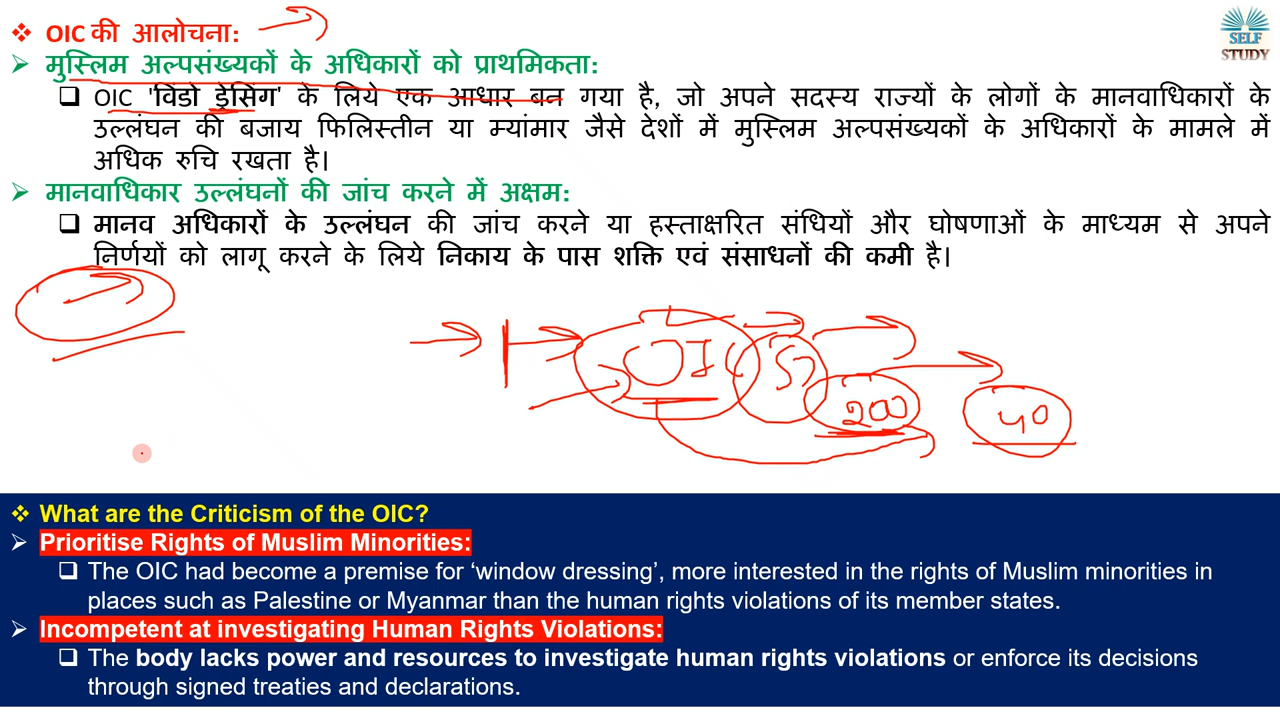 ❖ OIC की आलोचना:
SELF
STUDY
➢ मुस्लिम अल्पसंख्यकों के अधिकारों को प्राथमिकता:
❑ OIC 'विंडो ड्रेसिंग' के लिये एक आधार बन गया है, जो अपने सदस्य राज्यों के लोगों के मानवाधिकारों के
उल्लंघन की बजाय फिलिस्तीन या म्यांमार जैसे देशों में मुस्लिम अल्पसंख्यकों के अधिकारों के मामले में
अधिक रुचि रखता है।
➢ मानवाधिकार उल्लंघनों की जांच करने में अक्षम:
❑ मानव अधिकारों के उल्लंघन की जांच करने या हस्ताक्षरित संधियों और घोषणाओं के माध्यम से अपने
निर्णयों को लागू करने के लिये निकाय के पास शक्ति एवं संसाधनों की कमी है।
OIC 57
200 40
❖ What are the Criticism of the OIC?
➢ Prioritise Rights of Muslim Minorities:
❑ The OIC had become a premise for ‘window dressing’, more interested in the rights of Muslim minorities in
places such as Palestine or Myanmar than the human rights violations of its member states.
➢ Incompetent at investigating Human Rights Violations:
❑ The body lacks power and resources to investigate human rights violations or enforce its decisions
through signed treaties and declarations.